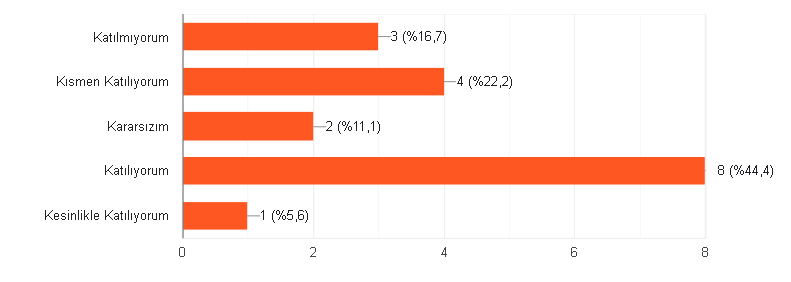 Katılmıyorum 3 (%16,7)
Kısmen Katılıyorum 4 (%22,2)
Kararsızım 2 (%11,1)
Katılıyorum 8 (%44,4)
Kesinlikle Katılıyorum 1 (%5,6)
0 2 4 6 8